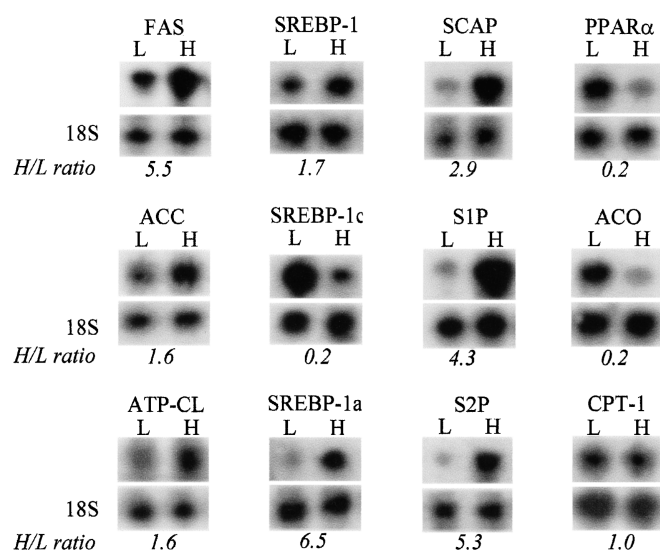 FAS SREBP-1 SCAP PPARα
L H L H L H L H
18S
H/L ratio 5.5 1.7 2.9 0.2
ACC SREBP-1c S1P ACO
L H L H L H L H
18S
H/L ratio 1.6 0.2 4.3 0.2
ATP-CL SREBP-1a S2P CPT-1
L H L H L H L H
18S
H/L ratio 1.6 6.5 5.3 1.0